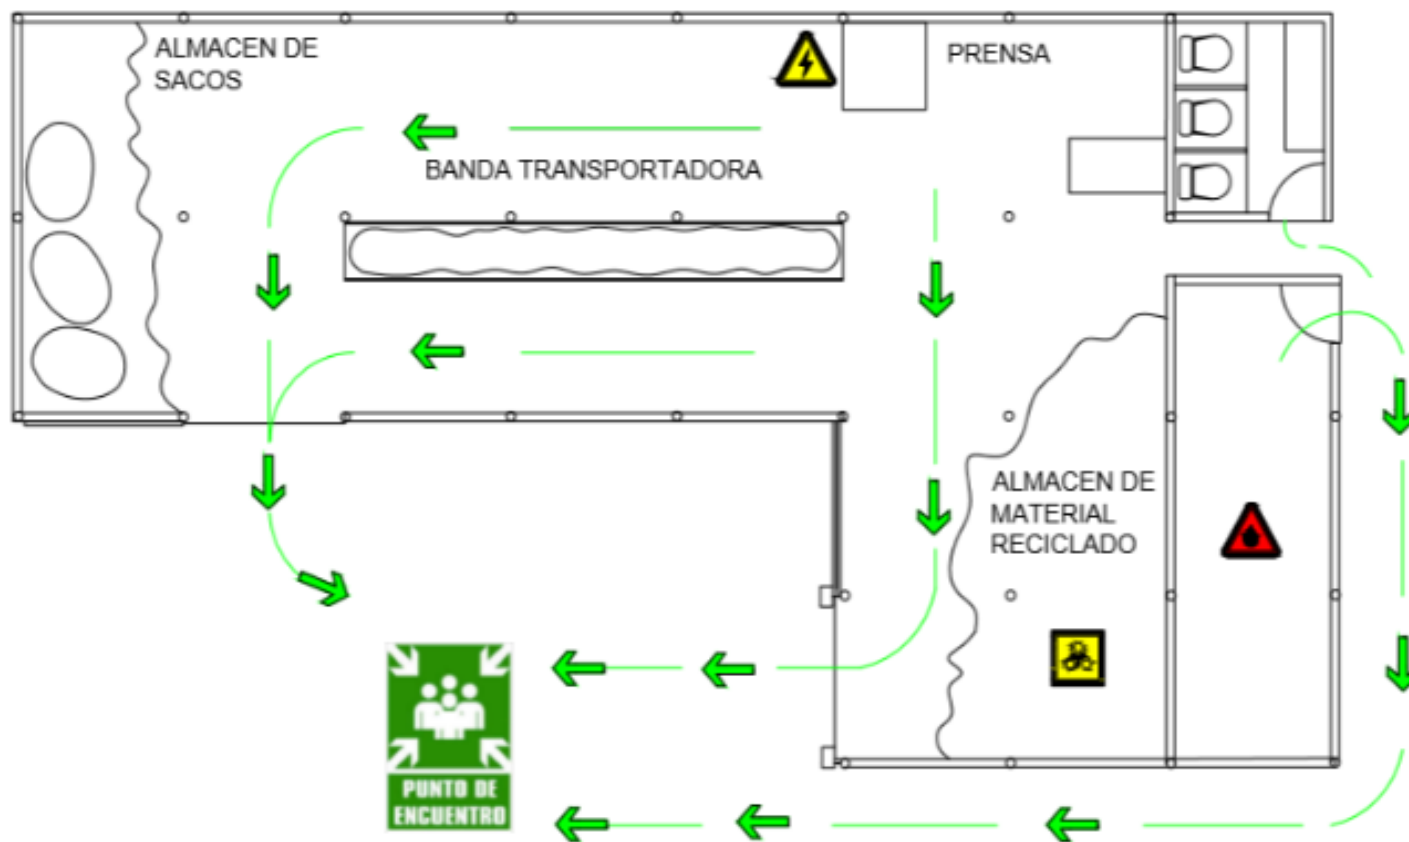 ALMACEN DE
SACOS
PRENSA
BANDA TRANSPORTADORA
ALMACEN DE
MATERIAL
RECICLADO
PUNTO DE
ENCUENTRO